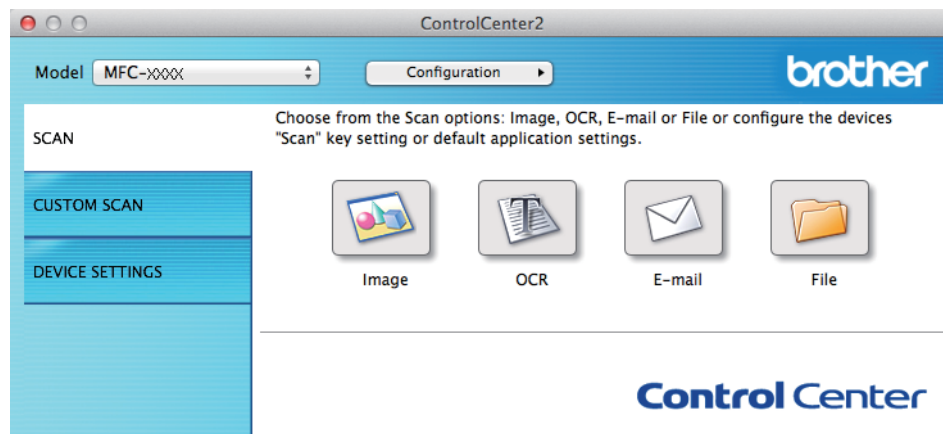 ControlCenter2
Model MFC-XXXX Configuration brother
SCAN
CUSTOM SCAN
DEVICE SETTINGS
Choose from the Scan options: Image, OCR, E-mail or File or configure the devices
"Scan" key setting or default application settings.
Image OCR E-mail File
Control Center